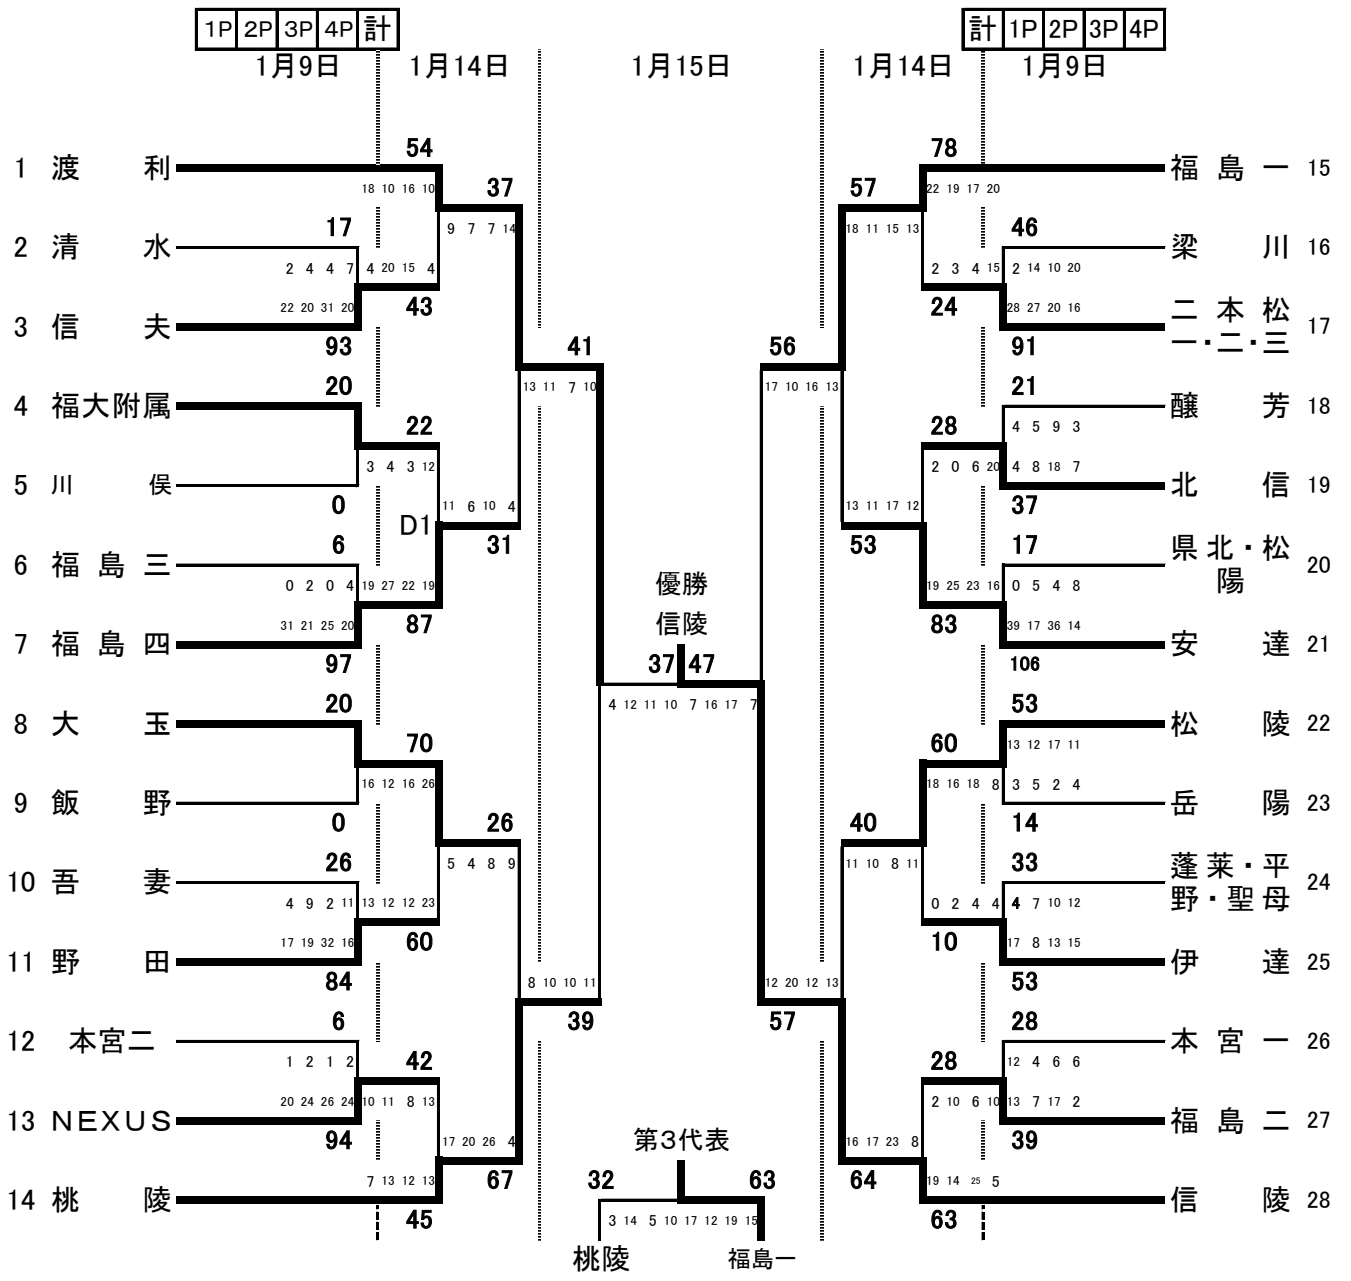 1P 2P 3P 4P 計
計 1P 2P 3P 4P
1月9日 1月14日 1月15日 1月14日 1月9日
54 78
1 渡 利 福 島 一 15
18 10 16 10 37 57 22 19 17 20
17 9 7 7 14 18 11 15 13 46
2 清 水 梁 川 16
2 4 4 7 4 20 15 4 2 3 4 15 2 14 10 20
22 20 31 20 43 24 28 27 20 16
3 信 夫 二 本 松 一・二・三 17
93 41 56 91
20 13 11 7 10 17 10 16 13 21
4 福大附属 醸 芳 18
22 28 4 5 9 3
3 4 3 12 2 0 6 20 4 8 18 7
5 川 俣 北 信 19
0 11 6 10 4 13 11 17 12 37
D1
6 31 53 17
6 福 島 三 県 北・松 陽 20
0 2 0 4 19 27 22 19 優勝 19 25 23 16 0 5 4 8
31 21 25 20 87 信陵 83 39 17 36 14
7 福 島 四 安 達 21
97 37 47 106
20 4 12 11 10 7 16 17 7 53
8 大 玉 松 陵 22
70 60 13 12 17 11
16 12 16 26 18 16 18 8 3 5 2 4
9 飯 野 岳 陽 23
0 26 40 14
26 5 4 8 9 11 10 8 11 33
10 吾 妻 蓬 莱・平 野・聖 母 24
4 9 2 11 13 12 12 23 0 2 4 4 4 7 10 12
17 19 32 16 60 10 17 8 13 15
11 野 田 伊 達 25
84 8 10 10 11 12 20 12 13 53
6 39 57 28
12 本宮二 本 宮 一 26
1 2 1 2 42 28 12 4 6 6
20 24 26 24 10 11 8 13 2 10 6 10 13 7 17 2
13 NEXUS 福 島 二 27
94 17 20 26 4 第3代表 16 17 23 8 39
7 13 12 13 67 32 63 64 19 14 25 5
14 桃 陵 信 陵 28
45 3 14 5 10 17 12 19 15 63
桃陵 福島一